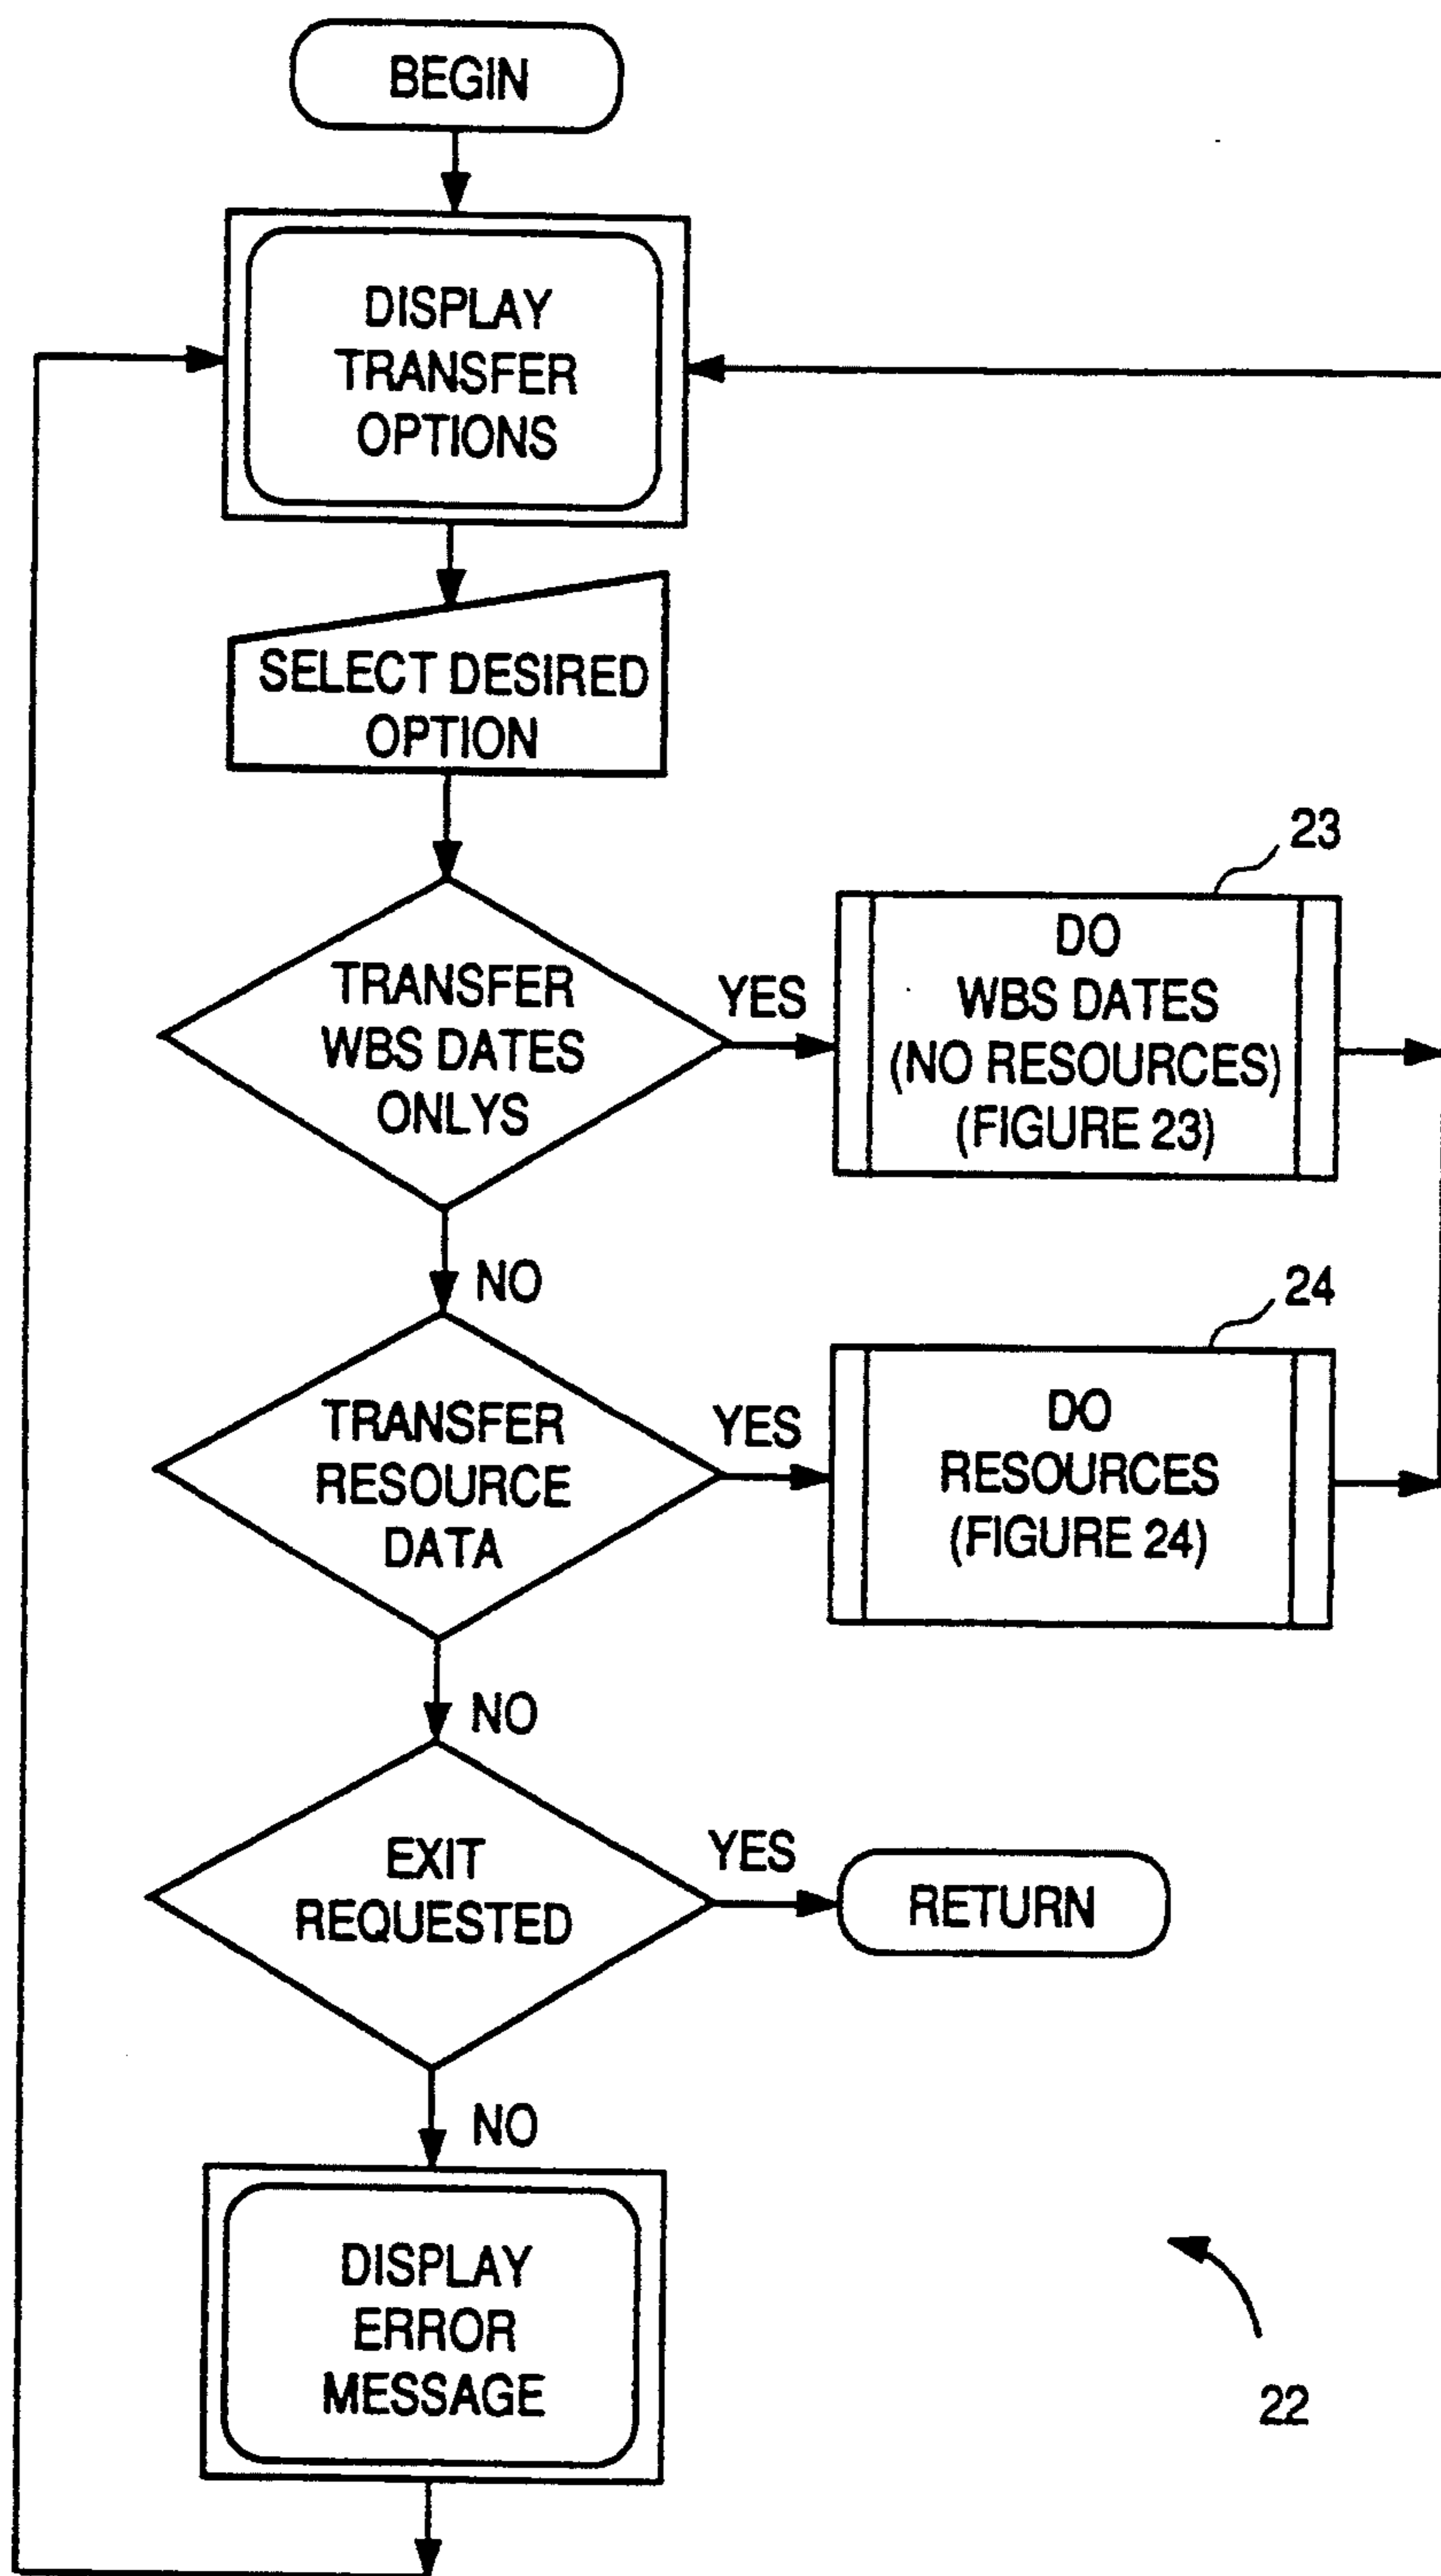 BEGIN
DISPLAY
TRANSFER
OPTIONS
SELECT DESIRED
OPTION
TRANSFER
WBS DATES
ONLYS
YES
23
DO
WBS DATES
(NO RESOURCES)
(FIGURE 23)
NO
TRANSFER
RESOURCE
DATA
YES
24
DO
RESOURCES
(FIGURE 24)
NO
EXIT
REQUESTED
YES
RETURN
NO
DISPLAY
ERROR
MESSAGE
22